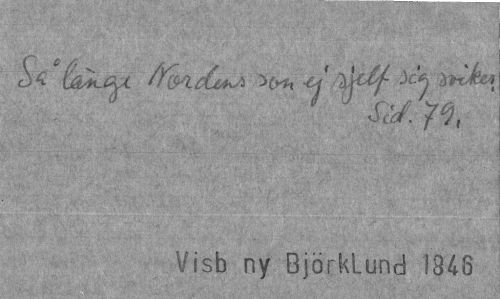 Så länge Nordens son ej sjelf sig sviker.
Sid. 79.
Visb ny BjörkLund 1846